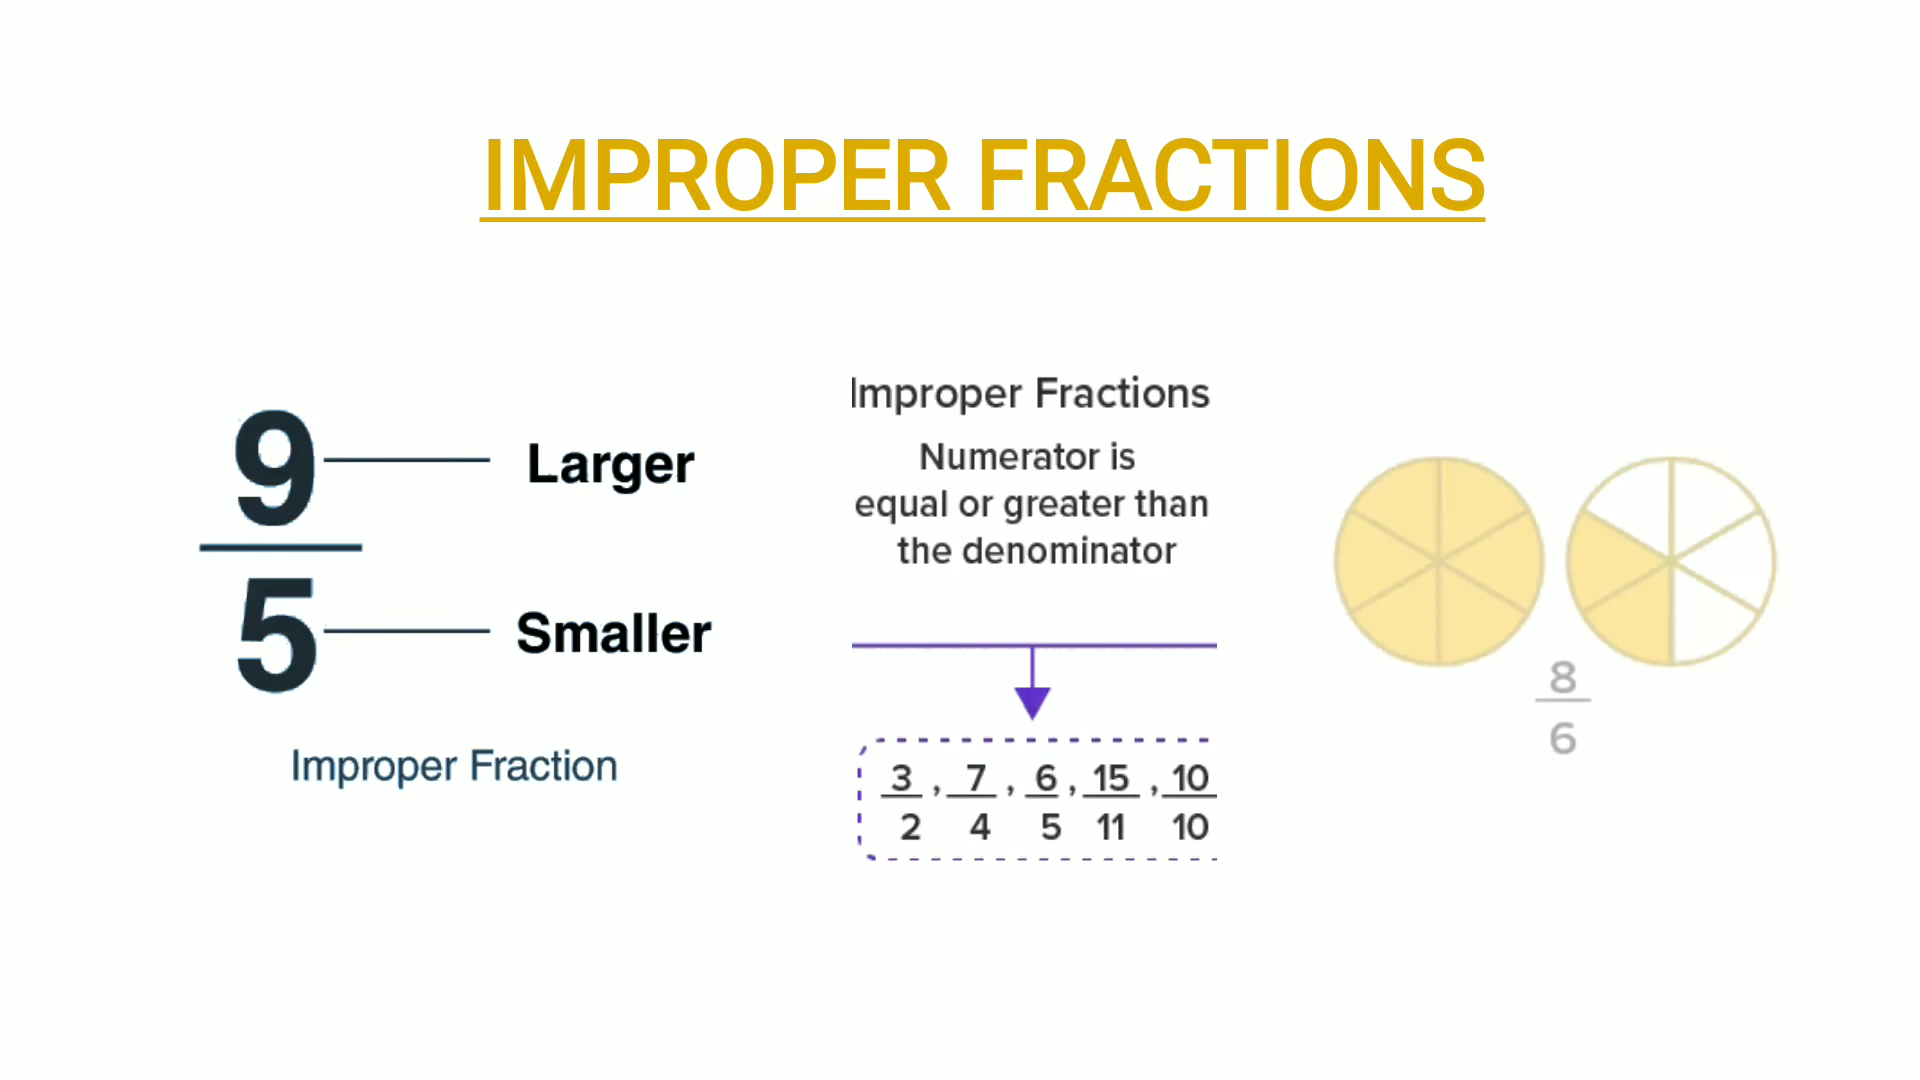 IMPROPER FRACTIONS
9 Larger
5 Smaller
Improper Fraction
Improper Fractions
Numerator is
equal or greater than
the denominator
3 , 7 , 6 , 15 , 10
2 4 5 11 10
8
6